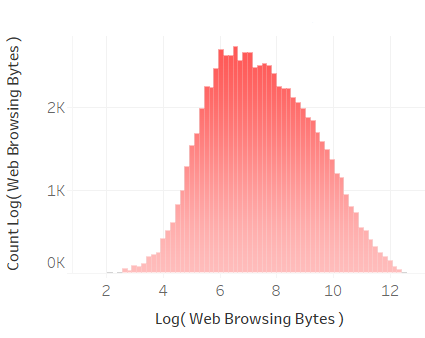 Count Log( Web Browsing Bytes )
2K
1K
0K
2 4 6 8 10 12
Log( Web Browsing Bytes )